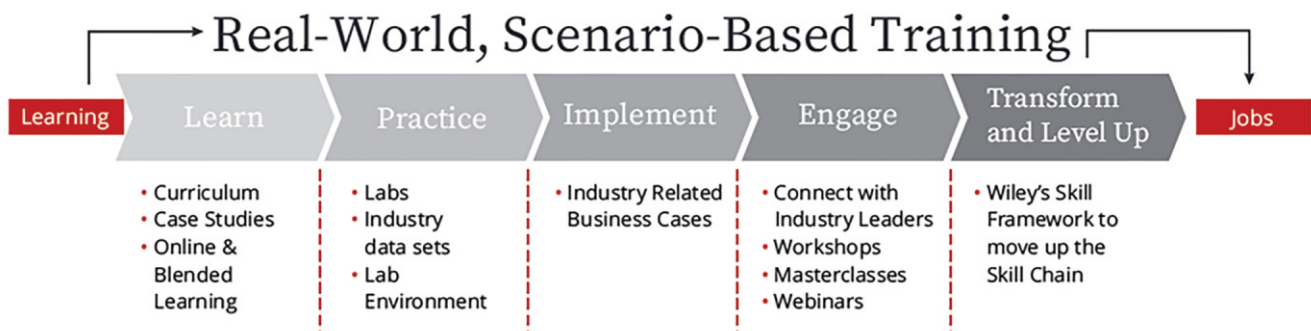 Real-World, Scenario-Based Training
Learning
Learn
Practice
Implement
Engage
Transform
and Level Up
Jobs
• Curriculum
• Case Studies
• Online &
Blended
Learning
• Labs
• Industry
data sets
• Lab
Environment
• Industry Related
Business Cases
• Connect with
Industry Leaders
• Workshops
• Masterclasses
• Webinars
• Wiley's Skill
Framework to
move up the
Skill Chain